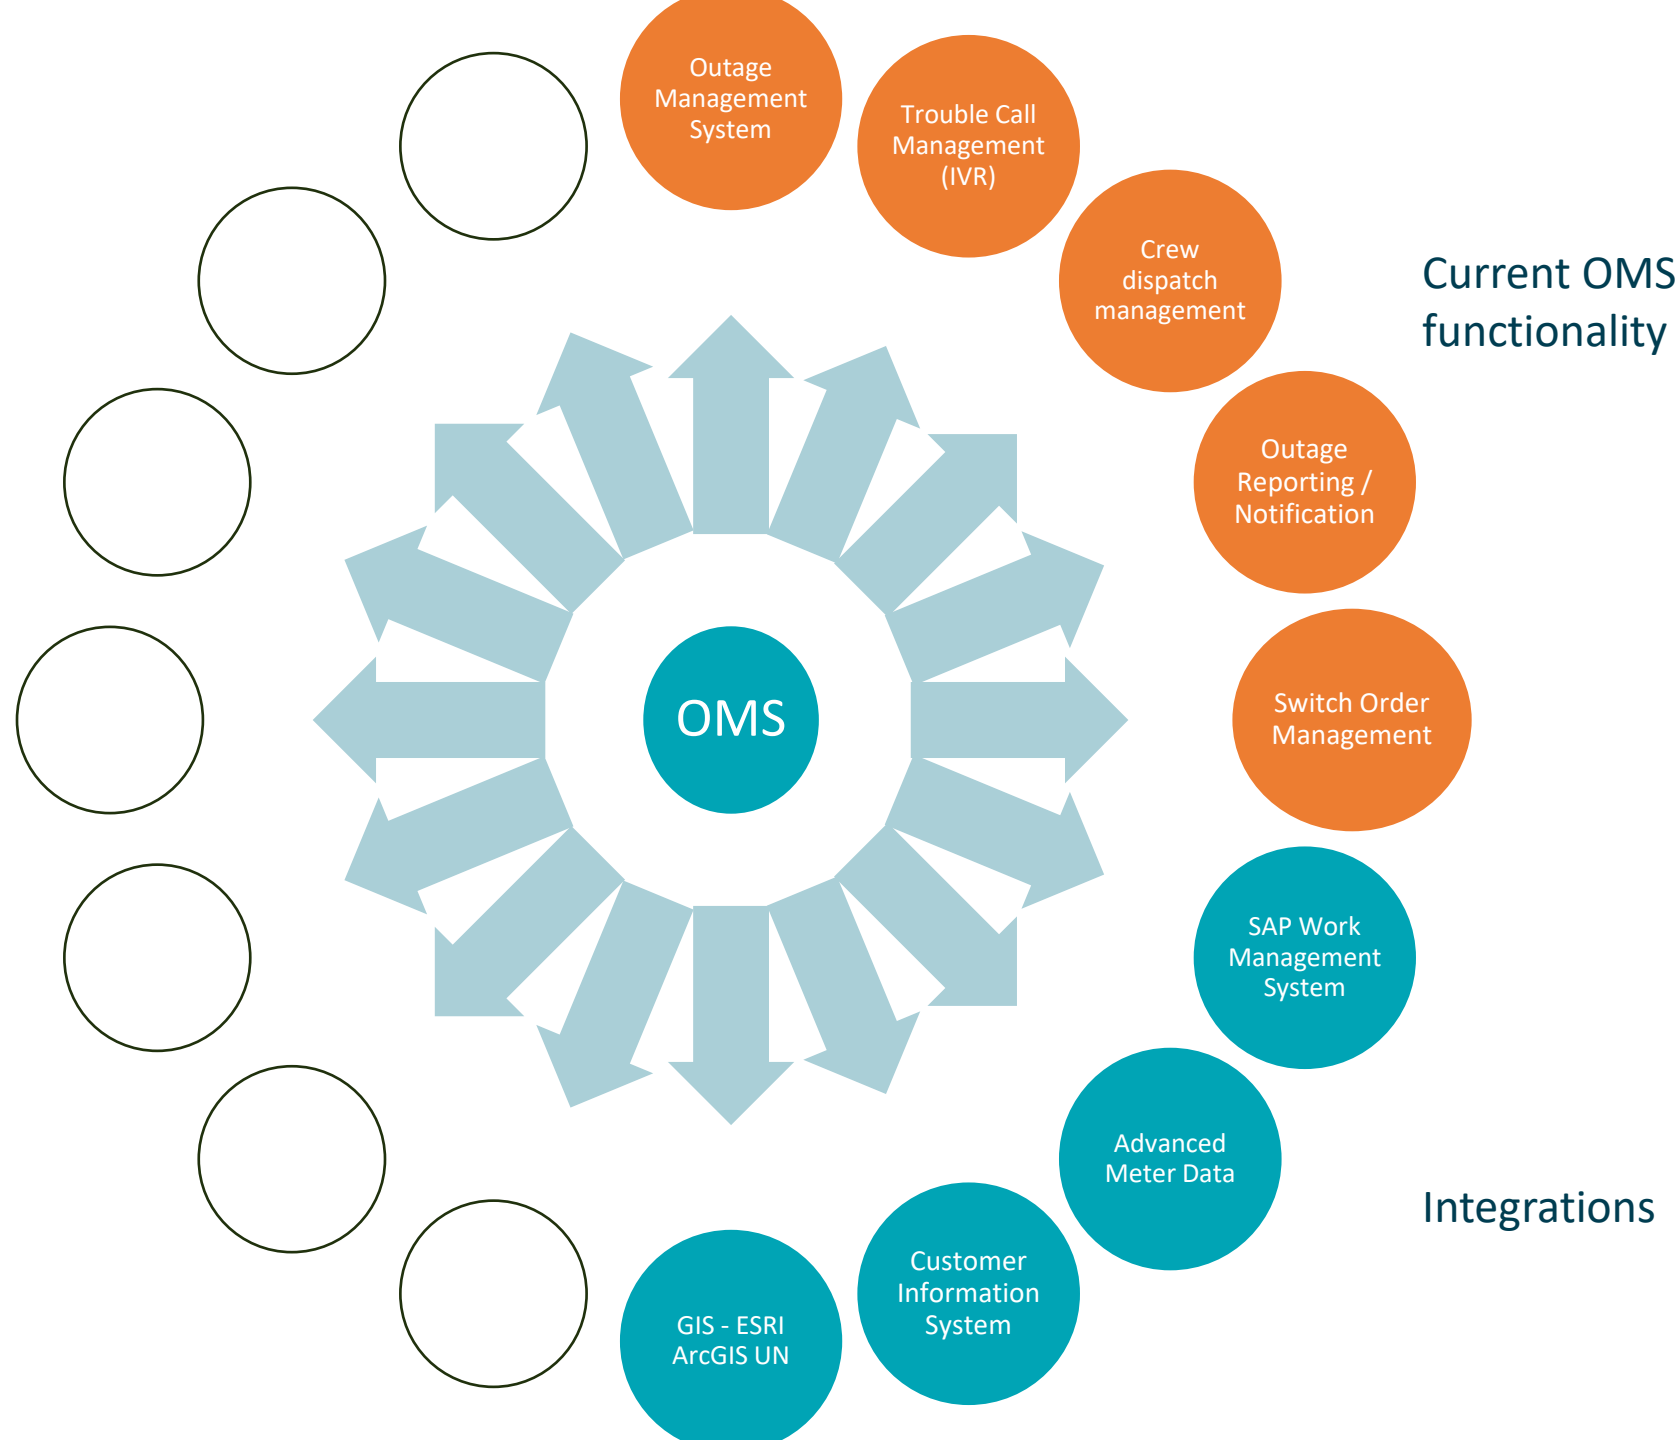 Outage
Management
System
Trouble Call
Management
(IVR)
Crew
dispatch
management
Current OMS
functionality
Outage
Reporting /
Notification
OMS
Switch Order
Management
SAP Work
Management
System
Advanced
Meter Data
Integrations
Customer
Information
System
GIS - ESRI
ArcGIS UN